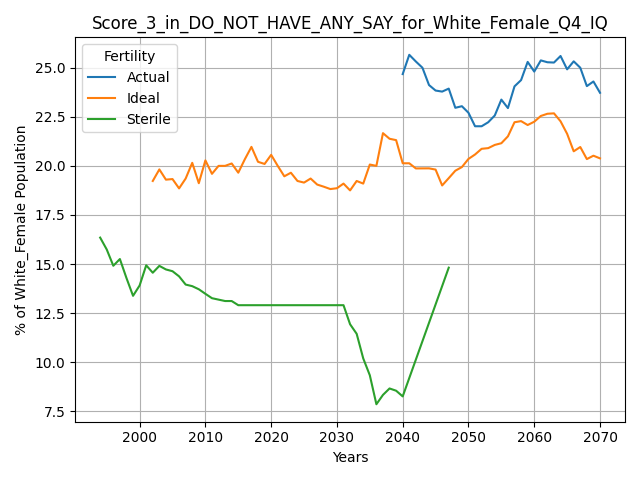 Score_3_in_DO_NOT_HAVE_ANY_SAY_for_White_Female_Q4_IQ
Fertility
Actual
Ideal
Sterile
% of White_Female Population
25.0
22.5
20.0
17.5
15.0
12.5
10.0
7.5
2000 2010 2020 2030 2040 2050 2060 2070
Years